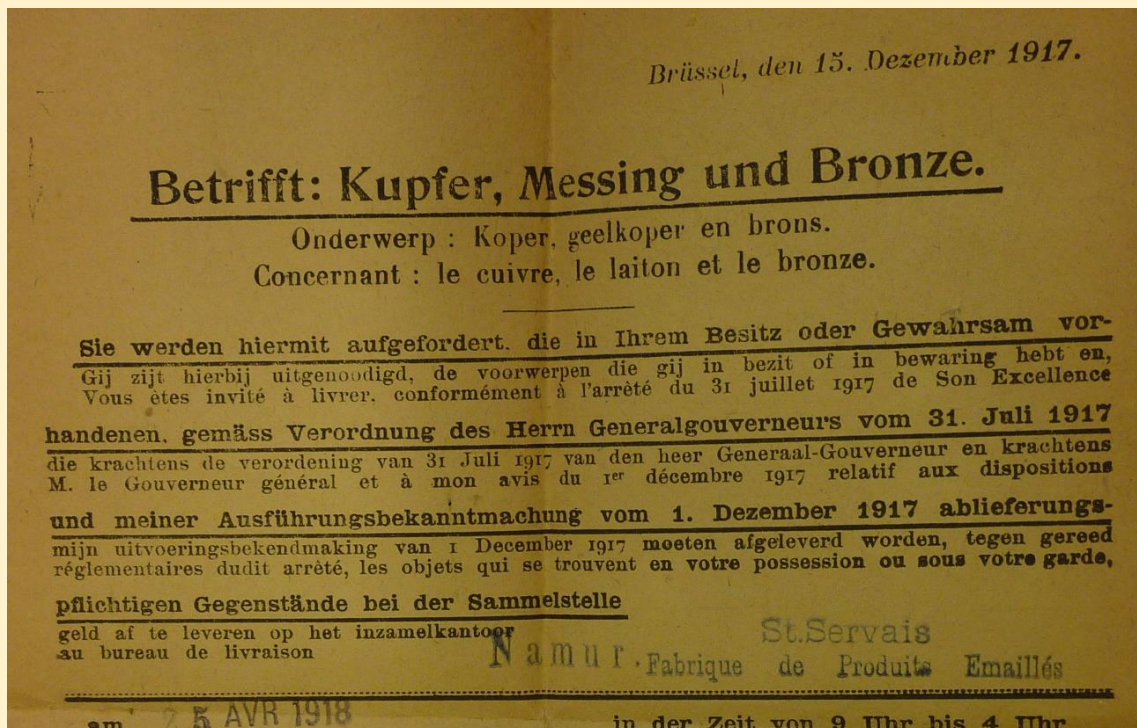 Brüssel, den 15. Dezember 1917.
Betrifft: Kupfer, Messing und Bronze.
Onderwerp : Koper, geelkoper en brons.
Concernant : le cuivre, le laiton et le bronze.
Sie werden hiermit aufgefordert, die in Ihrem Besitz oder Gewahrsam vor-
Gij zijt hierbij uitgenoodigd, de voorwerpen die gij in bezit of in bewaring hebt en,
Vous êtes invité à livrer, conformément à l'arrêté du 31 juillet 1917 de Son Excellence
handenen, gemäss Verordnung des Herrn Generalgouverneurs vom 31. Juli 1917
die krachtens de verordening van 31 Juli 1917 van den heer Generaal-Gouverneur en krachtens
M. le Gouverneur général et à mon avis du 1er décembre 1917 relatif aux dispositions
und meiner Ausführungsbekanntmachung vom 1. Dezember 1917 ablieferungs-
mijn uitvoeringsbekendmaking van 1 December 1917 moeten afgeleverd worden, tegen gereed
réglementaires dudit arrêté, les objets qui se trouvent en votre possession ou sous votre garde,
pflichtigen Gegenstände bei der Sammelstelle
geld af te leveren op het inzamelkantoor
au bureau de livraison
St. Servais
Namur. Fabrique de Produits Emaillés
am 25 AVR 1918 in der Zeit von 9 Uhr bis 4 Uhr